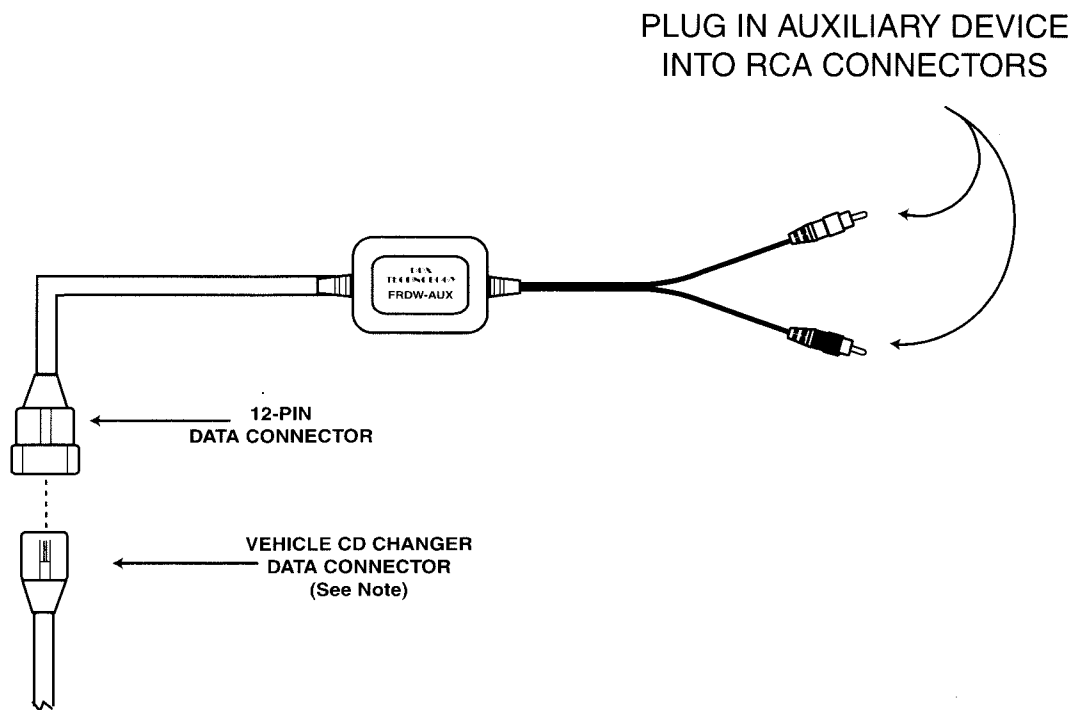 PLUG IN AUXILIARY DEVICE
INTO RCA CONNECTORS
TECHNOLOGY
FRDW-AUX
12-PIN
DATA CONNECTOR
VEHICLE CD CHANGER
DATA CONNECTOR
(See Note)